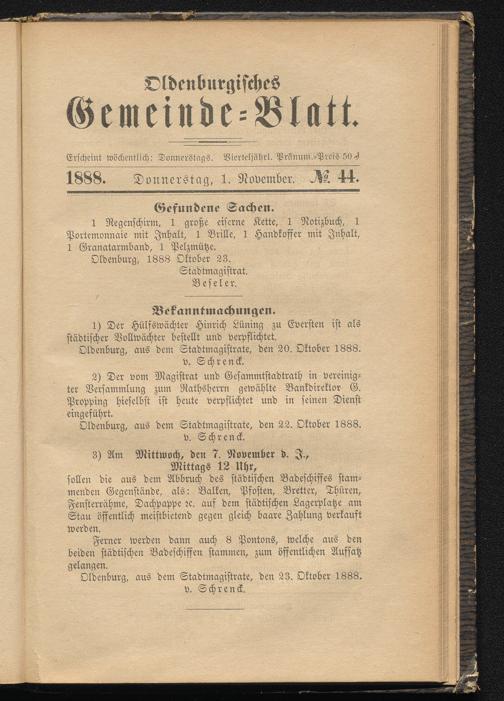 Oldenburgisches
Gemeinde=Blatt.
Erscheint wöchentlich: Donnerstags. Vierteljährl. Pränum.=Preis 50 ₰
1888. Donnerstag, 1. November. № 44.
Gefundene Sachen.
1 Regenschirm, 1 große eiserne Kette, 1 Notizbuch, 1
Portemonnaie mit Inhalt, 1 Brille, 1 Handkoffer mit Inhalt,
1 Granatarmband, 1 Pelzmütze.
Oldenburg, 1888 Oktober 23.
Stadtmagistrat.
Beseler.
Bekanntmachungen.
1) Der Hülfswächter Hinrich Lüning zu Eversten ist als
städtischer Vollwächter bestellt und verpflichtet.
Oldenburg, aus dem Stadtmagistrate, den 20. Oktober 1888.
v. Schrenck.
2) Der vom Magistrat und Gesammtstadtrath in vereinig=
ter Versammlung zum Rathsherrn gewählte Bankdirektor G.
Propping hieselbst ist heute verpflichtet und in seinen Dienst
eingeführt.
Oldenburg, aus dem Stadtmagistrate, den 22. Oktober 1888.
v. Schrenck.
3) Am Mittwoch, den 7. November d. J.,
Mittags 12 Uhr,
sollen die aus dem Abbruch des städtischen Badeschiffes stam=
menden Gegenstände, als: Balken, Pfosten, Bretter, Thüren,
Fensterrähme, Dachpappe ꝛc. auf dem städtischen Lagerplatze am
Stau öffentlich meistbietend gegen gleich baare Zahlung verkauft
werden.
Ferner werden dann auch 8 Pontons, welche aus den
beiden städtischen Badeschiffen stammen, zum öffentlichen Aufsatz
gelangen.
Oldenburg, aus dem Stadtmagistrate, den 23. Oktober 1888.
v. Schrenck.